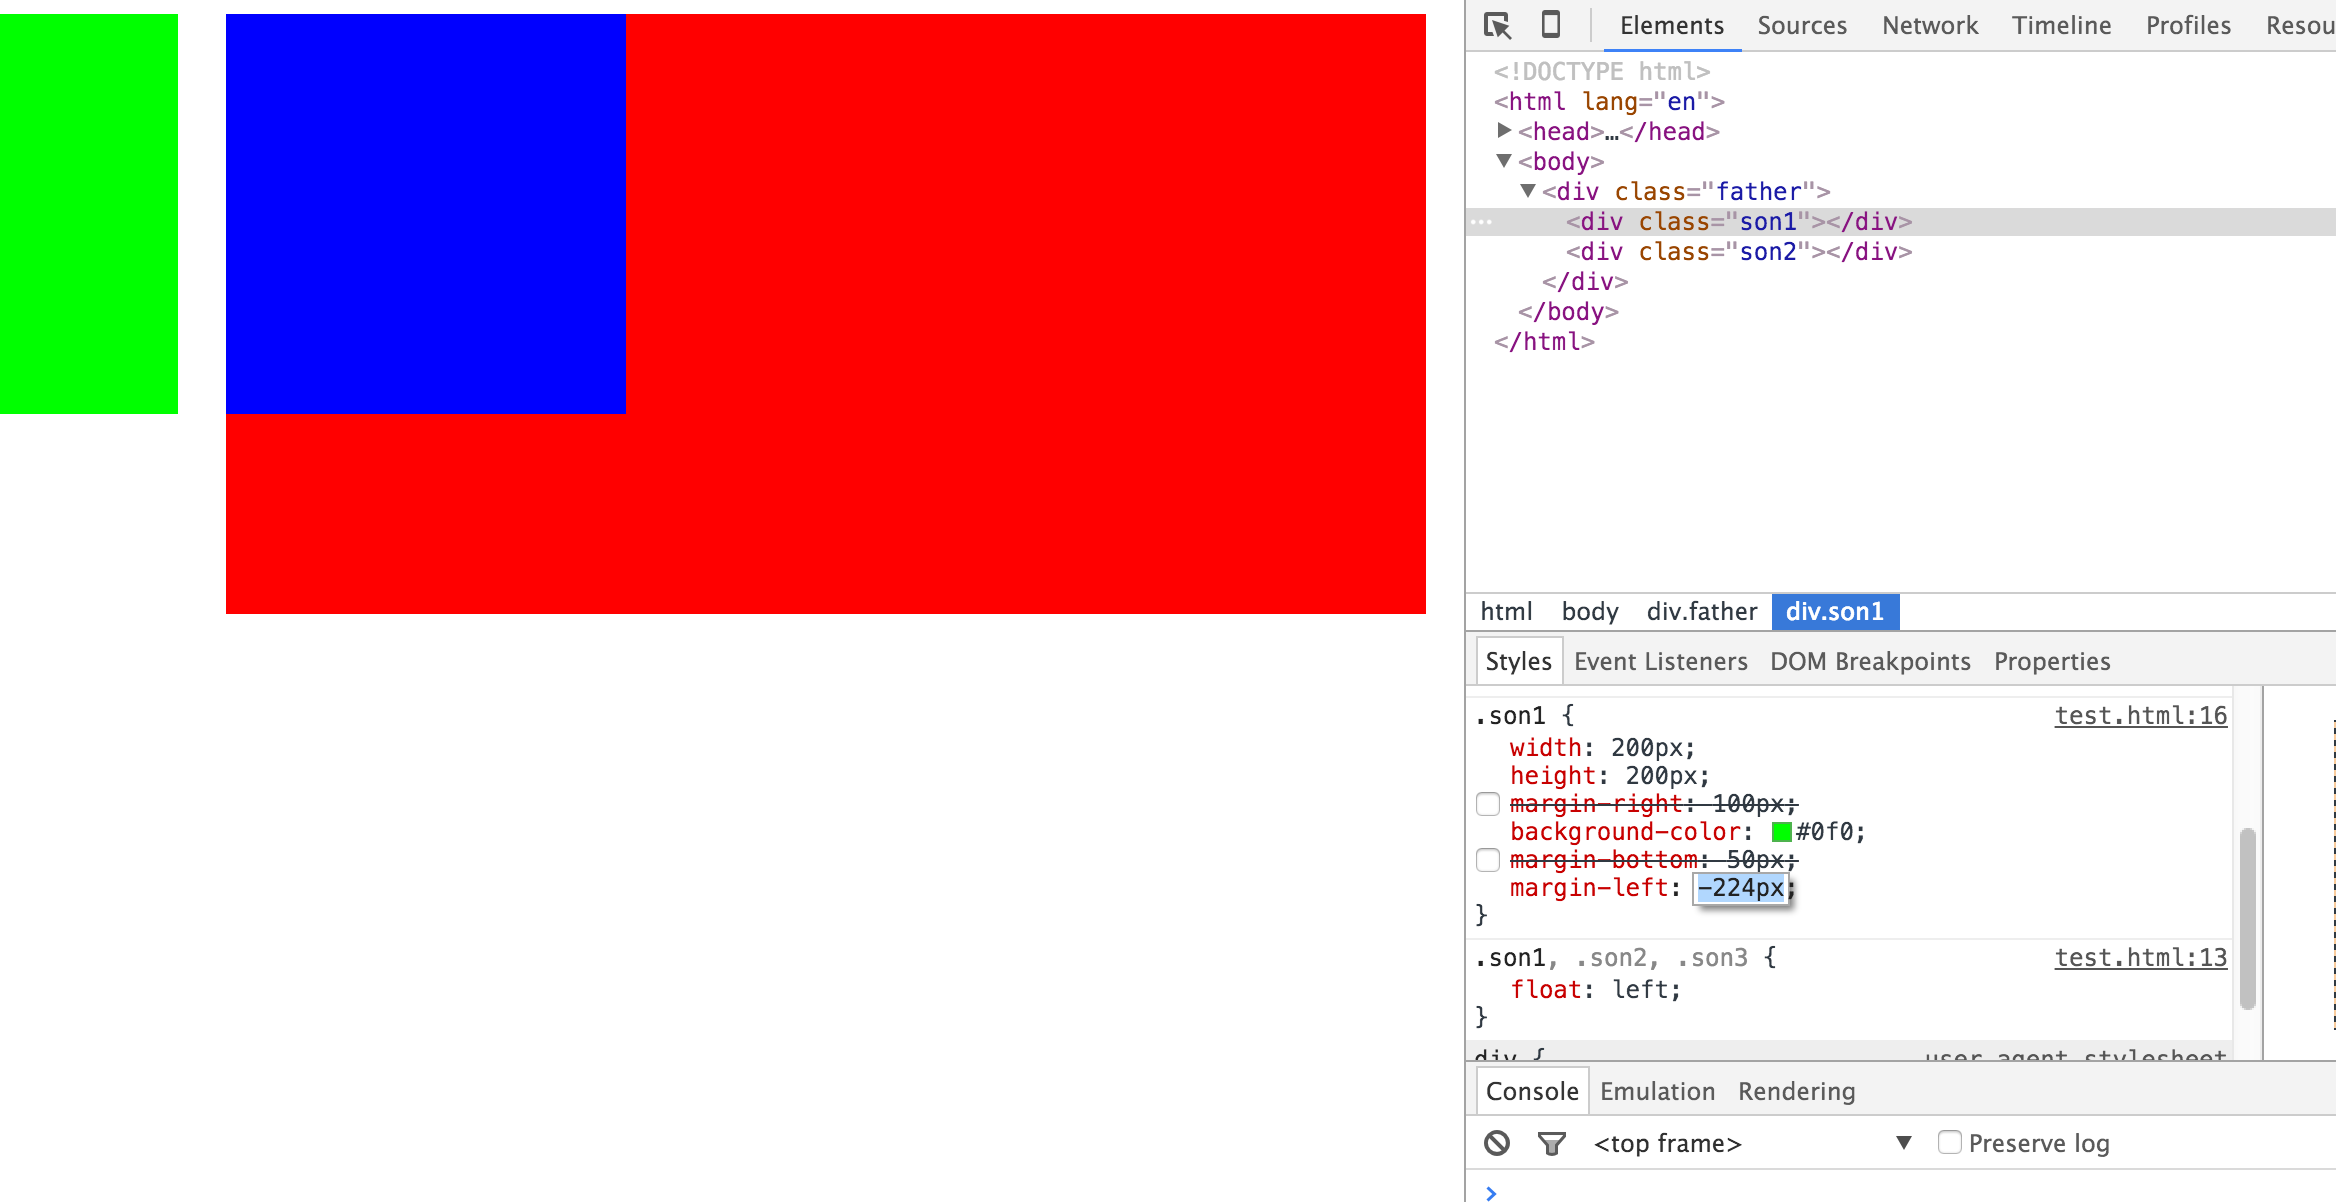 Elements Sources Network Timeline Profiles Resou
<!DOCTYPE html>
<html lang="en">
<head>…</head>
<body>
<div class="father">
<div class="son1"></div>
<div class="son2"></div>
</div>
</body>
</html>
html body div.father div.son1
Styles Event Listeners DOM Breakpoints Properties
.son1 { test.html:16
width: 200px;
height: 200px;
margin-right: 100px;
background-color: #0f0;
margin-bottom: 50px;
margin-left: -224px;
}
.son1, .son2, .son3 { test.html:13
float: left;
}
div { user agent stylesheet
Console Emulation Rendering
<top frame> ▼ Preserve log
>